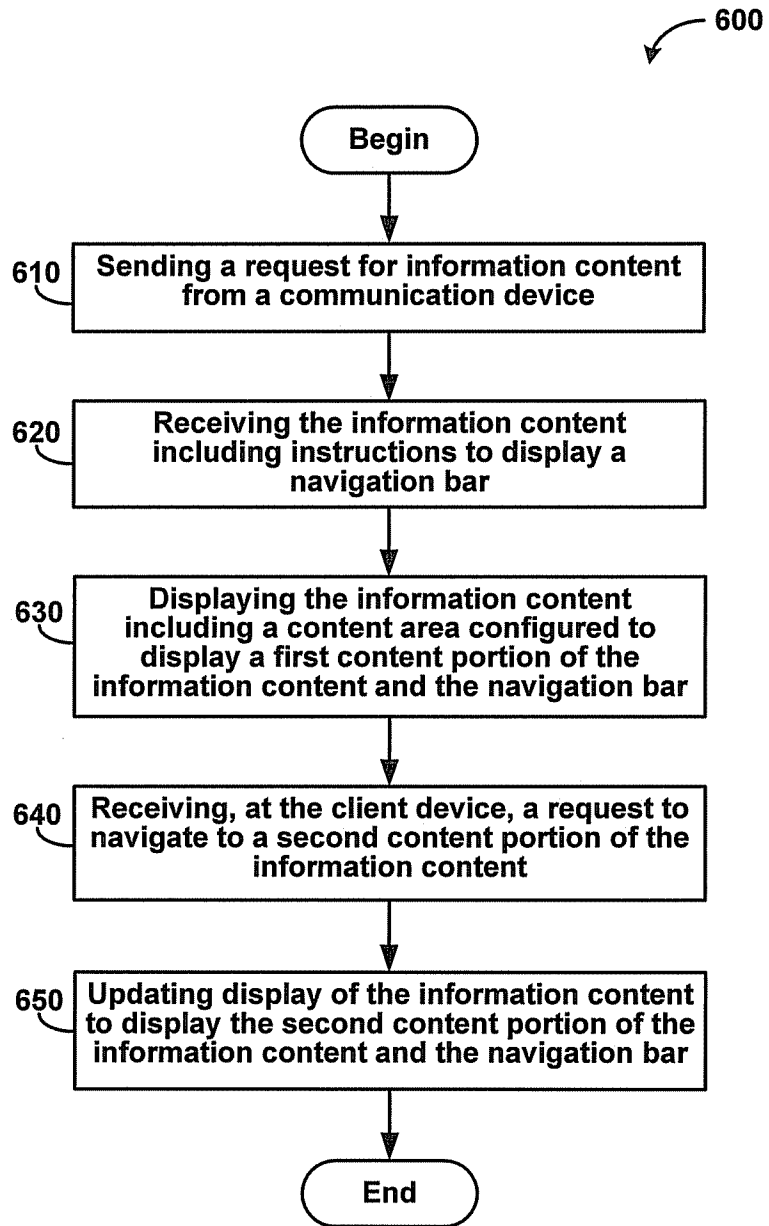 600
Begin
610
Sending a request for information content
from a communication device
620
Receiving the information content
including instructions to display a
navigation bar
630
Displaying the information content
including a content area configured to
display a first content portion of the
information content and the navigation bar
640
Receiving, at the client device, a request to
navigate to a second content portion of the
information content
650
Updating display of the information content
to display the second content portion of the
information content and the navigation bar
End